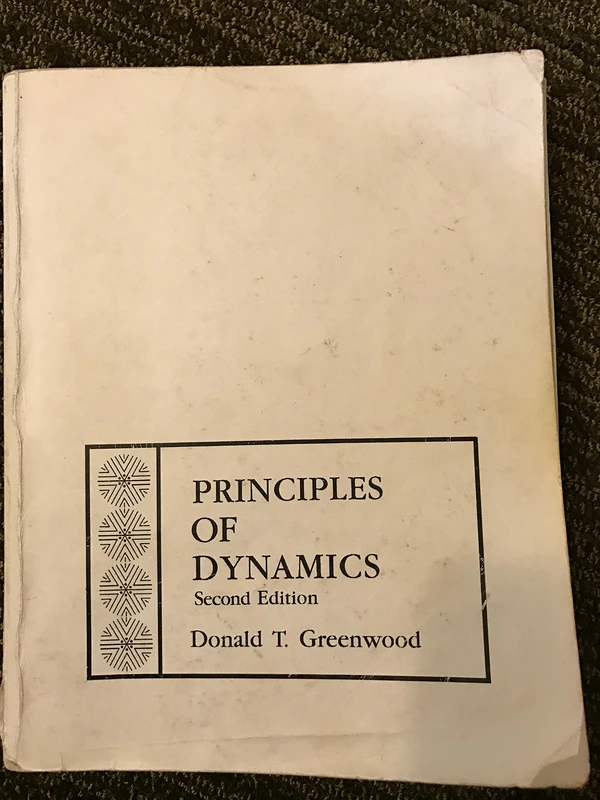 PRINCIPLES
OF
DYNAMICS
Second Edition
Donald T. Greenwood